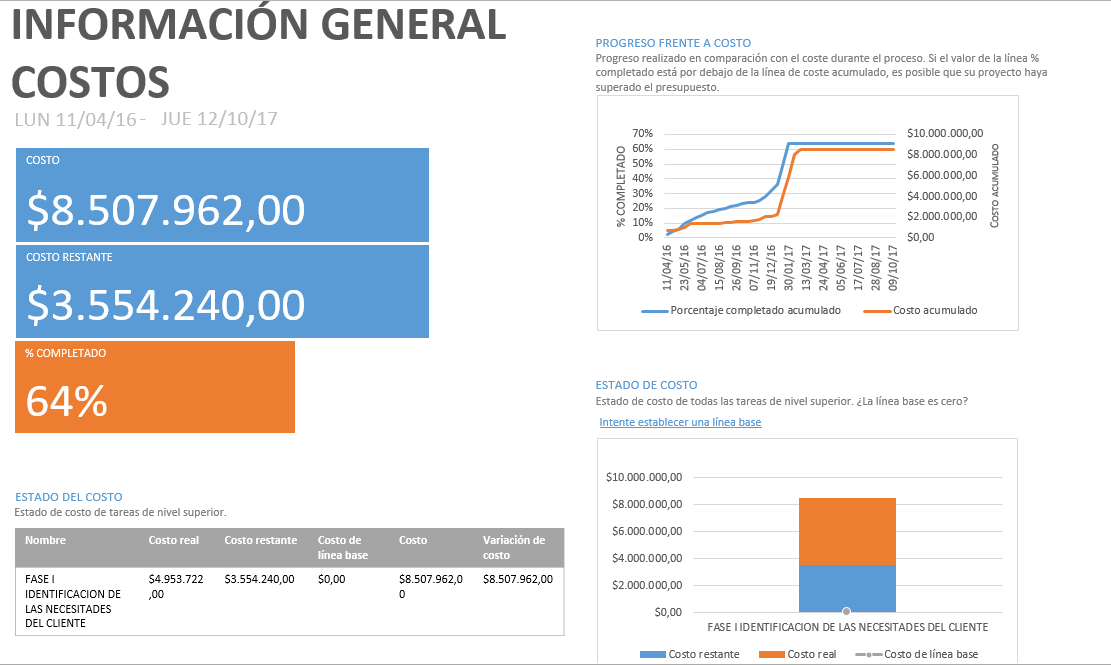 INFORMACIÓN GENERAL
COSTOS
LUN 11/04/16 - JUE 12/10/17
COSTO
$8.507.962,00
COSTO RESTANTE
$3.554.240,00
% COMPLETADO
64%
ESTADO DEL COSTO
Estado de costo de tareas de nivel superior.
Nombre Costo real Costo restante Costo de línea base Costo Variación de costo
FASE I
IDENTIFICACION DE
LAS NECESITADES
DEL CLIENTE
$4.953.722
,00
$3.554.240,00
$0,00
$8.507.962,0
0
$8.507.962,00
PROGRESO FRENTE A COSTO
Progreso realizado en comparación con el coste durante el proceso. Si el valor de la línea %
completado está por debajo de la línea de coste acumulado, es posible que su proyecto haya
superado el presupuesto.
% COMPLETADO
70%
60%
50%
40%
30%
20%
10%
0%
$10.000.000,00
$8.000.000,00
$6.000.000,00
$4.000.000,00
$2.000.000,00
$0,00
COSTO ACUMULADO
11/04/16
23/05/16
04/07/16
15/08/16
26/09/16
07/11/16
19/12/16
30/01/17
13/03/17
24/04/17
05/06/17
17/07/17
28/08/17
09/10/17
Porcentaje completado acumulado
Costo acumulado
ESTADO DE COSTO
Estado de costo de todas las tareas de nivel superior. ¿La línea base es cero?
Intente establecer una línea base
$10.000.000,00
$8.000.000,00
$6.000.000,00
$4.000.000,00
$2.000.000,00
$0,00
FASE I IDENTIFICACION DE LAS NECESITADES DEL CLIENTE
Costo restante
Costo real
Costo de línea base